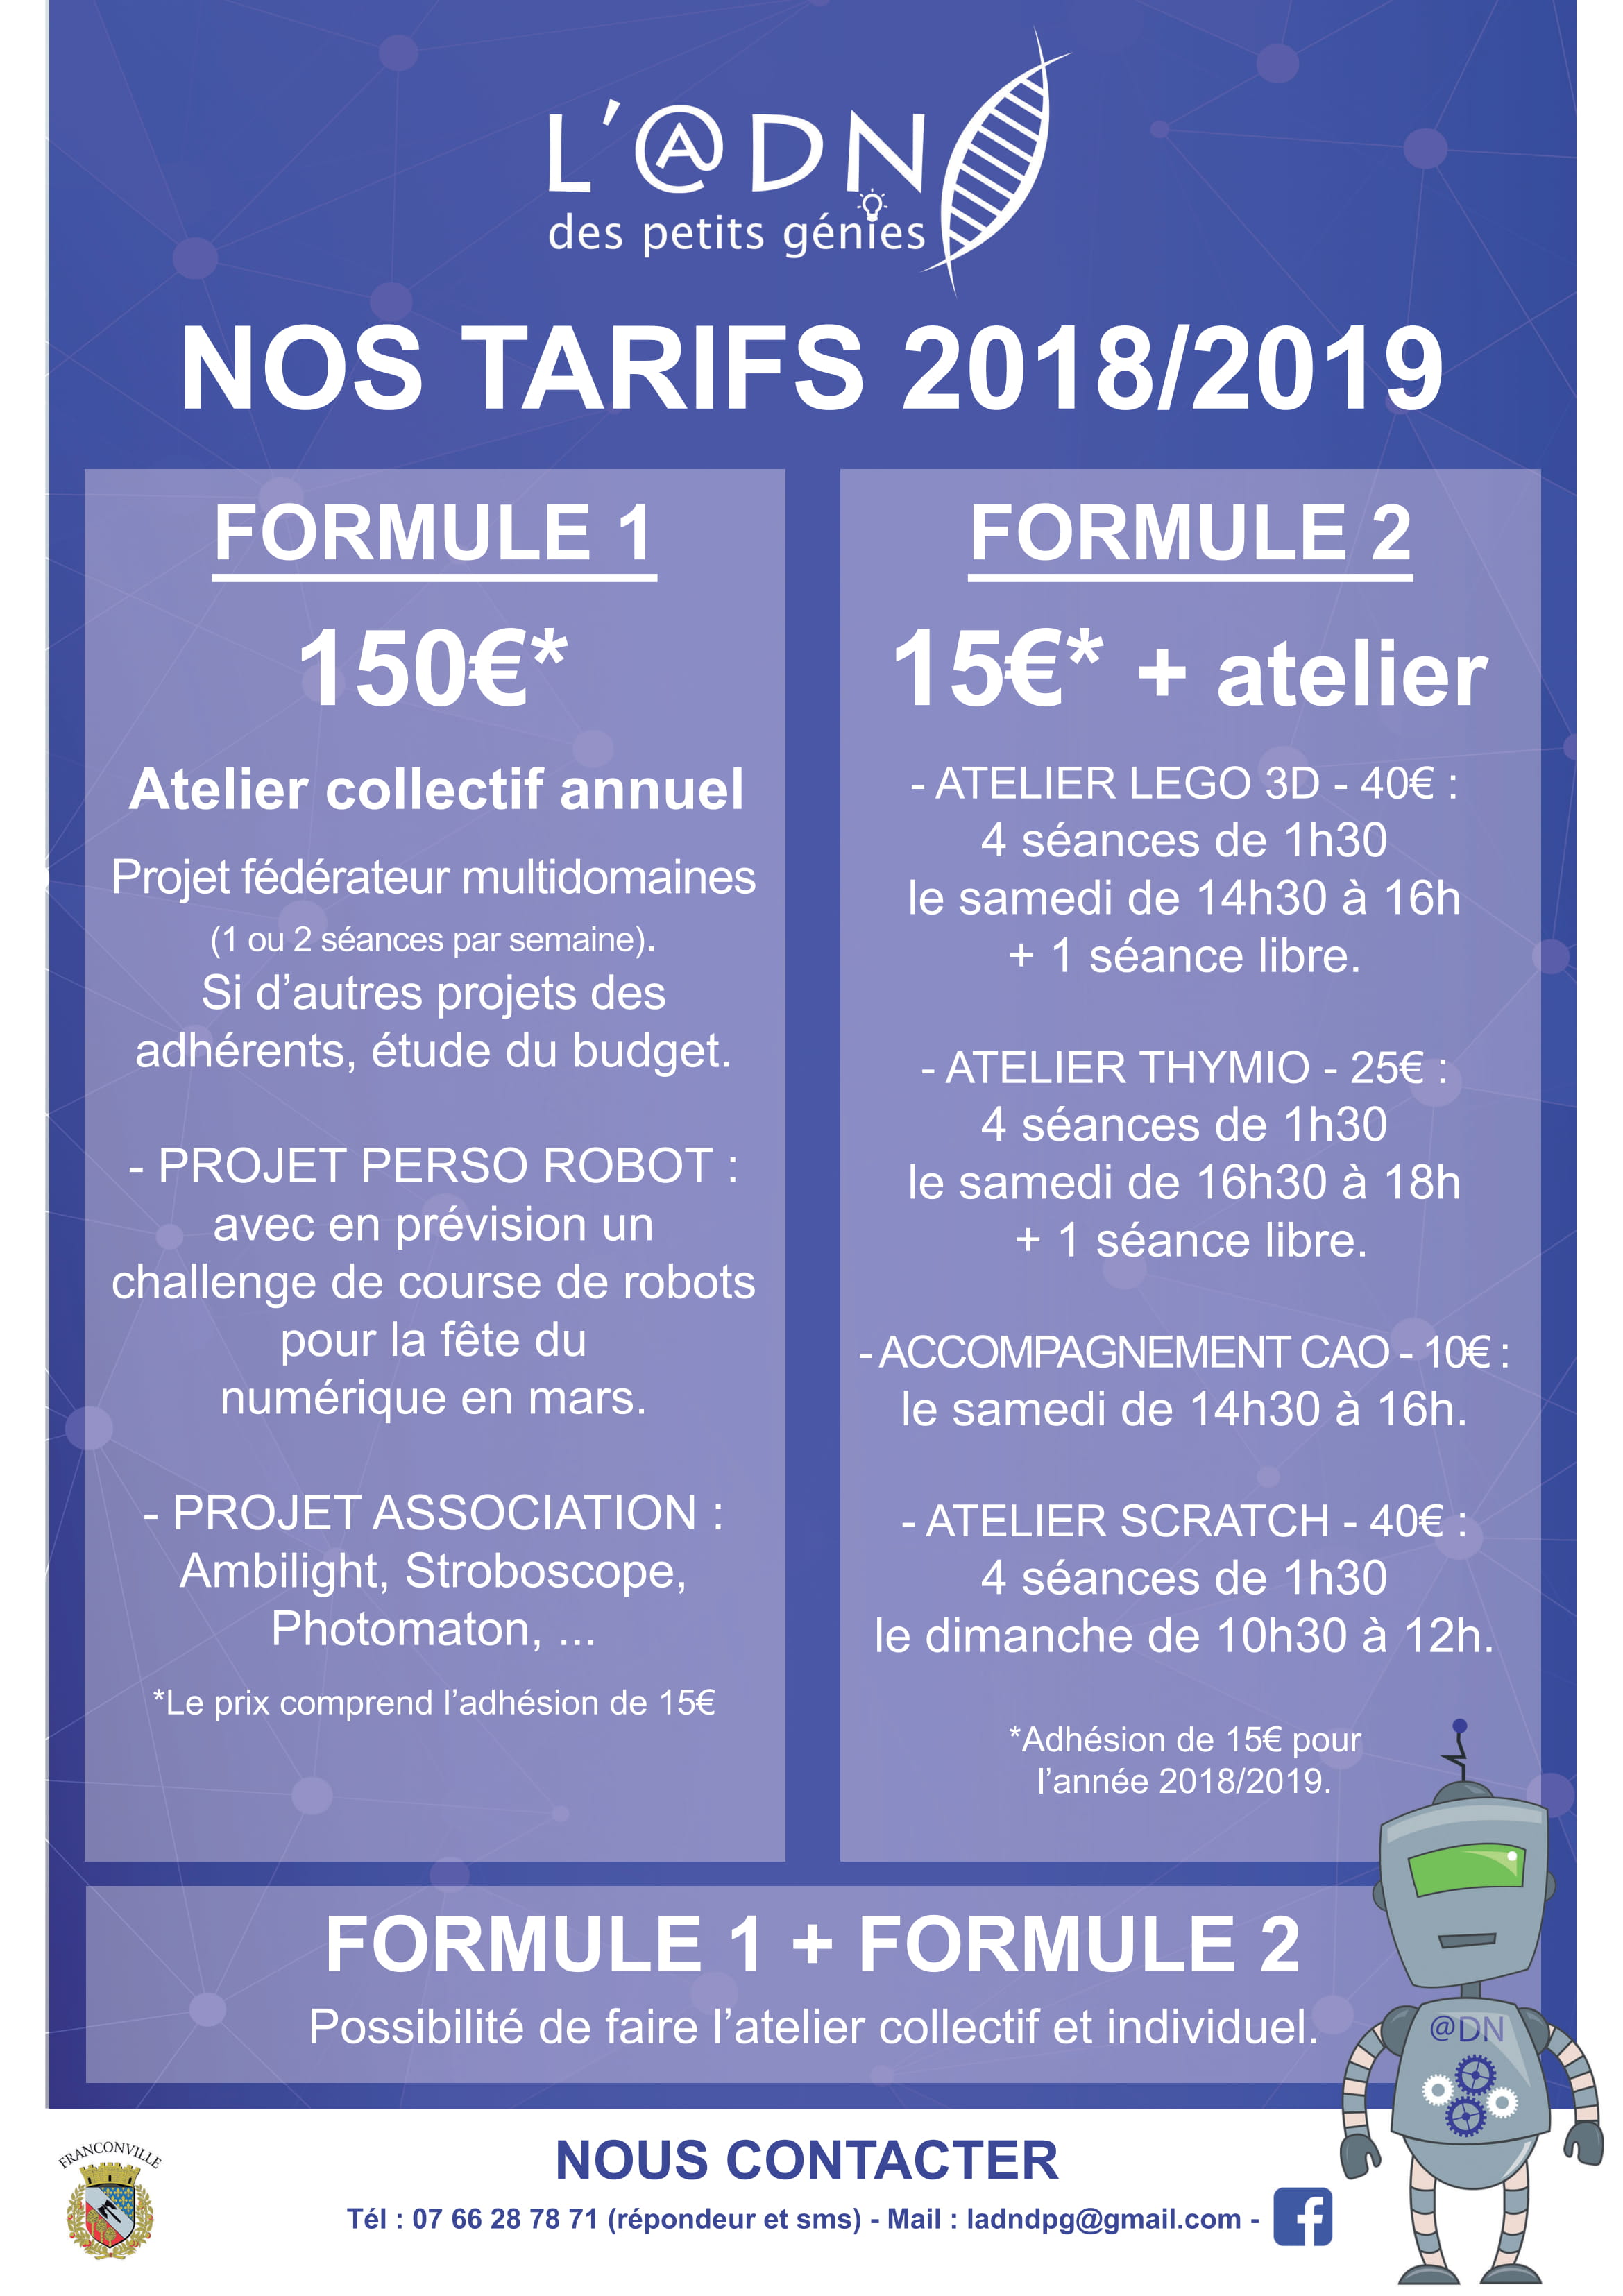 L'@DN
des petits génies
NOS TARIFS 2018/2019
FORMULE 1
150€*
Atelier collectif annuel
Projet fédérateur multidomaines
(1 ou 2 séances par semaine).
Si d’autres projets des
adhérents, étude du budget.
- PROJET PERSO ROBOT :
avec en prévision un
challenge de course de robots
pour la fête du
numérique en mars.
- PROJET ASSOCIATION :
Ambilight, Stroboscope,
Photomaton, ...
*Le prix comprend l’adhésion de 15€
FORMULE 2
15€* + atelier
- ATELIER LEGO 3D - 40€ :
4 séances de 1h30
le samedi de 14h30 à 16h
+ 1 séance libre.
- ATELIER THYMIO - 25€ :
4 séances de 1h30
le samedi de 16h30 à 18h
+ 1 séance libre.
- ACCOMPAGNEMENT CAO - 10€ :
le samedi de 14h30 à 16h.
- ATELIER SCRATCH - 40€ :
4 séances de 1h30
le dimanche de 10h30 à 12h.
*Adhésion de 15€ pour
l’année 2018/2019.
FORMULE 1 + FORMULE 2
Possibilité de faire l’atelier collectif et individuel.
@DN
FRANCONVILLE
NOUS CONTACTER
Tél : 07 66 28 78 71 (répondeur et sms) - Mail : ladndpg@gmail.com -